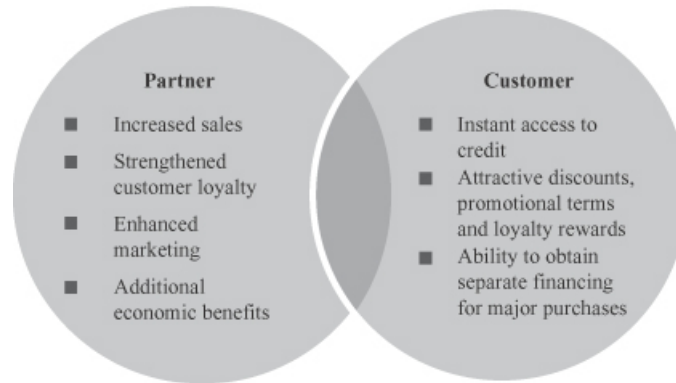 Partner
■ Increased sales
■ Strengthened
customer loyalty
■ Enhanced
marketing
■ Additional
economic benefits
Customer
■ Instant access to
credit
■ Attractive discounts,
promotional terms
and loyalty rewards
■ Ability to obtain
separate financing
for major purchases